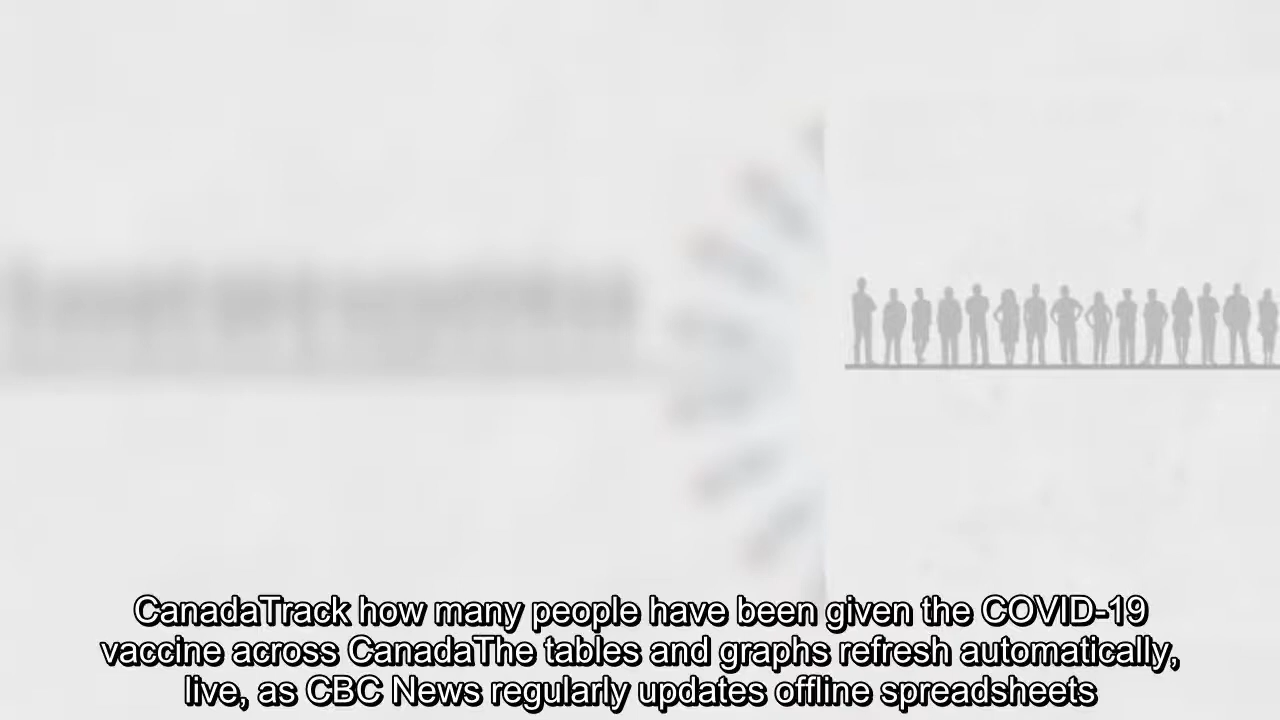 CanadaTrack how many people have been given the COVID-19
vaccine across CanadaThe tables and graphs refresh automatically,
live, as CBC News regularly updates offline spreadsheets